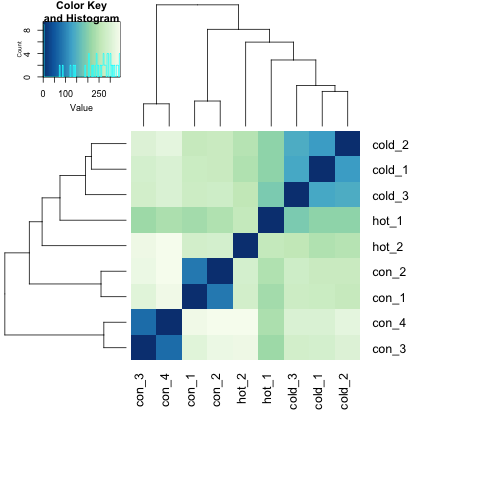 Color Key
and Histogram
Count
0 4 8
0 100 250
Value
cold_2
cold_1
cold_3
hot_1
hot_2
con_2
con_1
con_4
con_3
con_3 con_4 con_1 con_2 hot_2 hot_1 cold_3 cold_1 cold_2